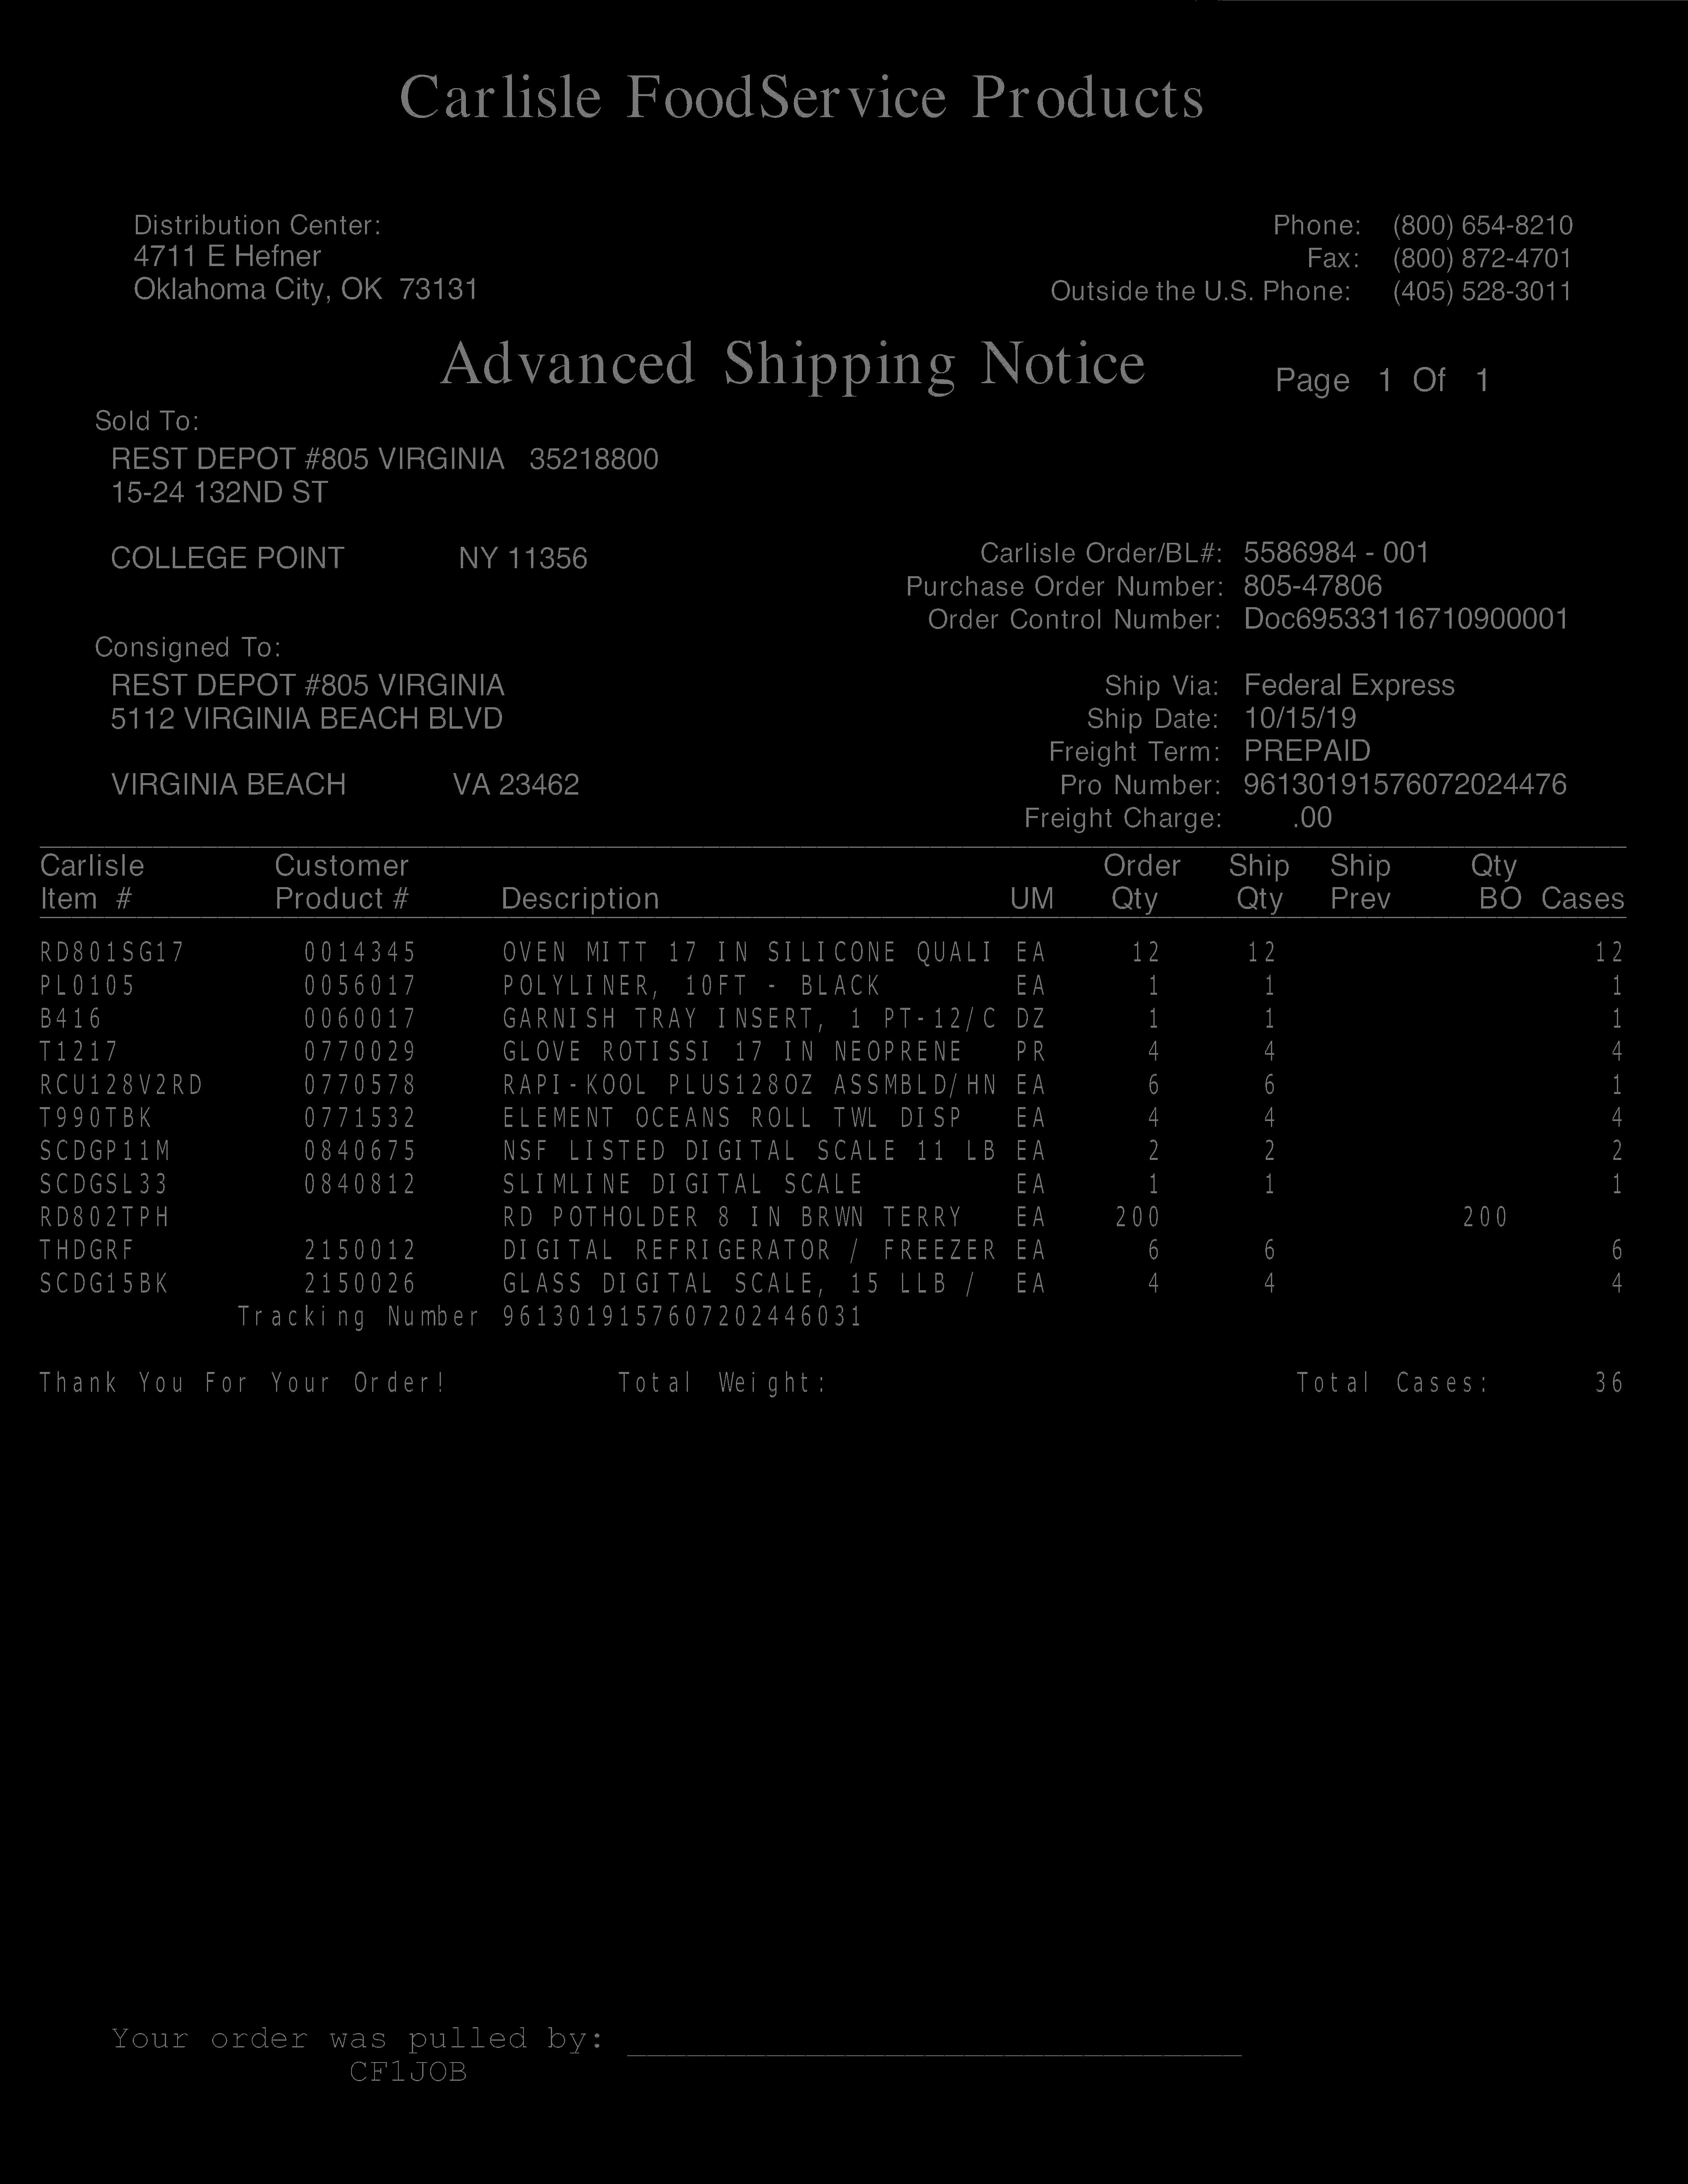 Carlisle FoodService Products
Distribution Center:
4711 E Hefner
Oklahoma City, OK 73131
Phone: (800) 654-8210
Fax: (800) 872-4701
Outside the U.S. Phone: (405) 528-3011
Advanced Shipping Notice Page 1 Of 1
Sold To:
REST DEPOT #805 VIRGINIA 35218800
15-24 132ND ST
COLLEGE POINT NY 11356
Carlisle Order/BL#: 5586984 - 001
Purchase Order Number: 805-47806
Order Control Number: Doc69533116710900001
Consigned To:
REST DEPOT #805 VIRGINIA
5112 VIRGINIA BEACH BLVD
VIRGINIA BEACH VA 23462
Ship Via: Federal Express
Ship Date: 10/15/19
Freight Term: PREPAID
Pro Number: 96130191576072024476
Freight Charge: .00
Carlisle Customer Order Ship Ship Qty
Item # Product # Description UM Qty Qty Prev BO Cases
RD801SG17 0014345 OVEN MITT 17 IN SILICONE QUALI EA 12 12 12
PL0105 0056017 POLYLINER, 10FT - BLACK EA 1 1 1
B416 0060017 GARNISH TRAY INSERT, 1 PT-12/C DZ 1 1 1
T1217 0770029 GLOVE ROTISSI 17 IN NEOPRENE PR 4 4 4
RCU128V2RD 0770578 RAPI-KOOL PLUS128OZ ASSMBLD/HN EA 6 6 1
T990TBK 0771532 ELEMENT OCEANS ROLL TWL DISP EA 4 4 4
SCDGP11M 0840675 NSF LISTED DIGITAL SCALE 11 LB EA 2 2 2
SCDGSL33 0840812 SLIMLINE DIGITAL SCALE EA 1 1 1
RD802TPH RD POTHOLDER 8 IN BRWN TERRY EA 200 200
THDGRF 2150012 DIGITAL REFRIGERATOR / FREEZER EA 6 6 6
SCDG15BK 2150026 GLASS DIGITAL SCALE, 15 LLB / EA 4 4 4
Tracking Number 9613019157607202446031
Thank You For Your Order! Total Weight: Total Cases: 36
Your order was pulled by:
CF1JOB